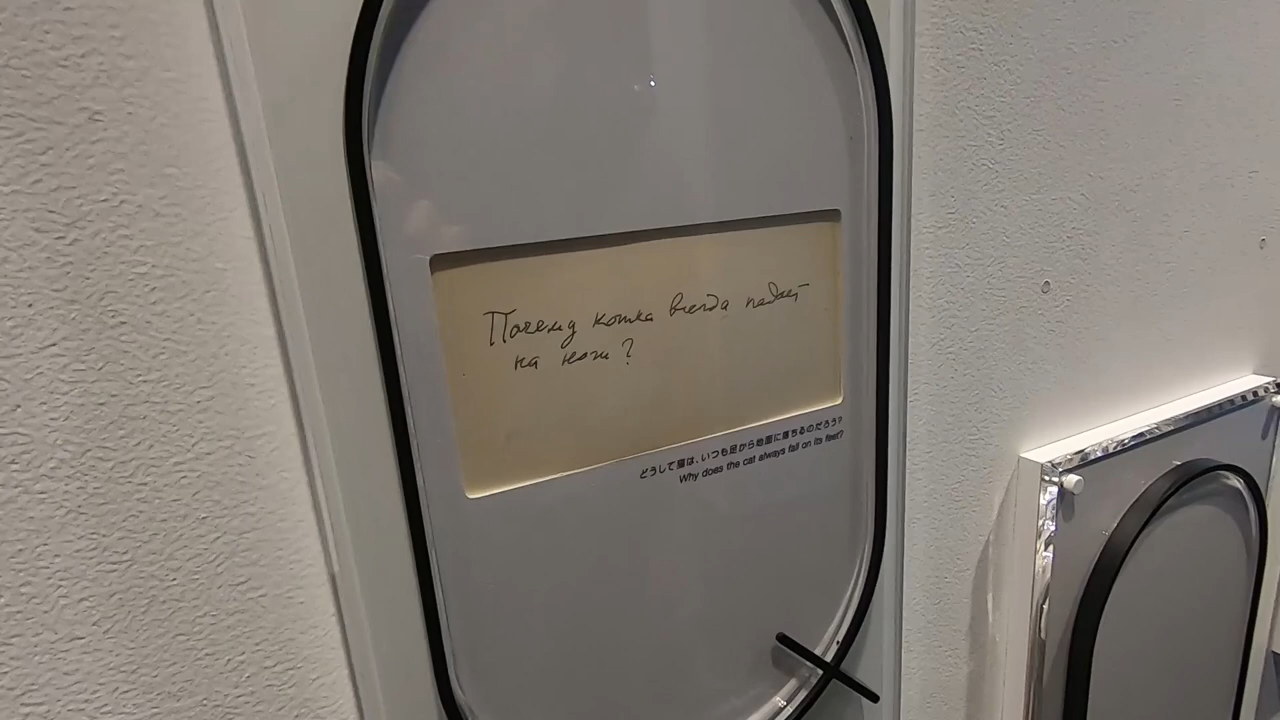 Почему кошка всегда падает
на ноги?
どうして猫は、いつも足から地面に落ちるのだろう?
Why does the cat always fall on its feet?